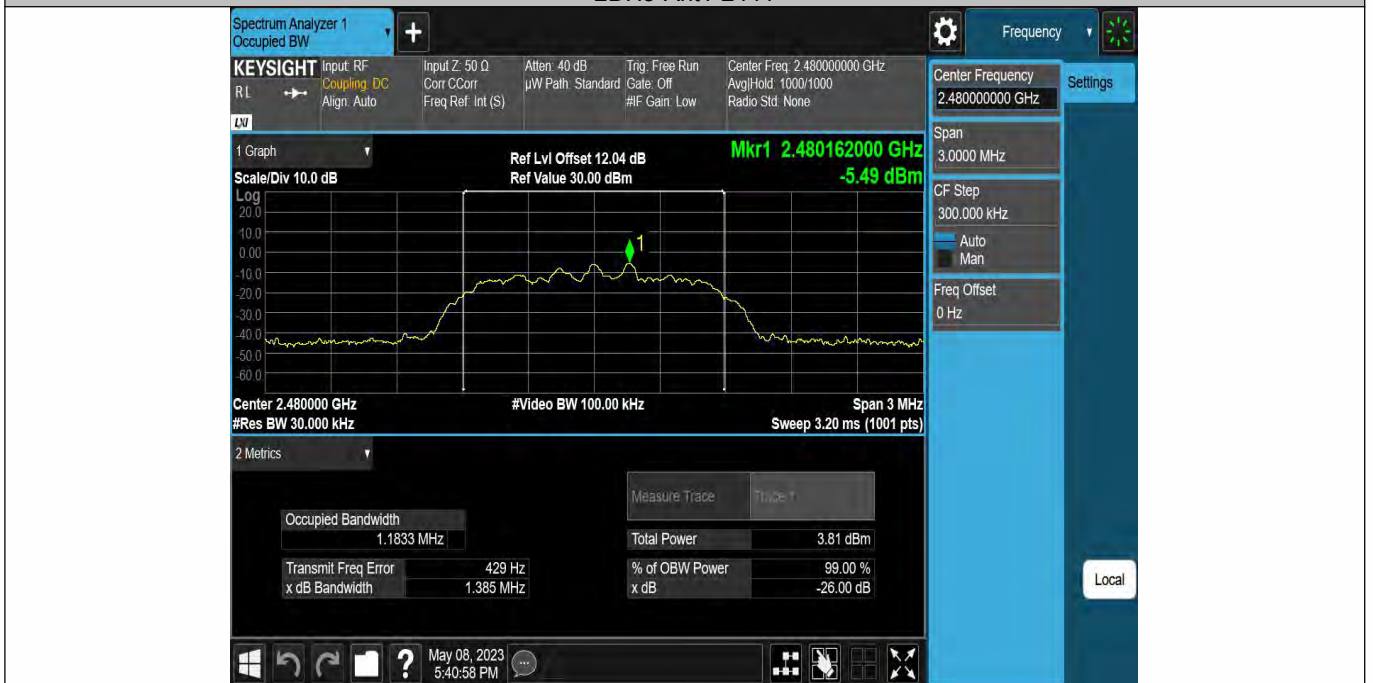 Spectrum Analyzer 1
Occupied BW
+
Frequency
KEYSIGHT
RL
LXI
Input: RF
Coupling: DC
Align: Auto
Input Z: 50 Ω
Corr CCorr
Freq Ref: Int (S)
Atten: 40 dB
µW Path: Standard
Trig: Free Run
Gate: Off
#IF Gain: Low
Center Freq: 2.480000000 GHz
Avg|Hold: 1000/1000
Radio Std: None
Center Frequency
2.480000000 GHz
Settings
Span
3.0000 MHz
CF Step
300.000 kHz
Auto
Man
Freq Offset
0 Hz
Local
1 Graph
Scale/Div 10.0 dB
Ref Lvl Offset 12.04 dB
Ref Value 30.00 dBm
Mkr1 2.480162000 GHz
-5.49 dBm
Log
20.0
10.0
0.00
-10.0
-20.0
-30.0
-40.0
-50.0
-60.0
1
Center 2.480000 GHz
#Res BW 30.000 kHz
#Video BW 100.00 kHz
Span 3 MHz
Sweep 3.20 ms (1001 pts)
2 Metrics
Measure Trace Trace 1
Occupied Bandwidth
1.1833 MHz
Total Power 3.81 dBm
Transmit Freq Error 429 Hz
% of OBW Power 99.00 %
x dB Bandwidth 1.385 MHz
x dB -26.00 dB
?
May 08, 2023
5:40:58 PM